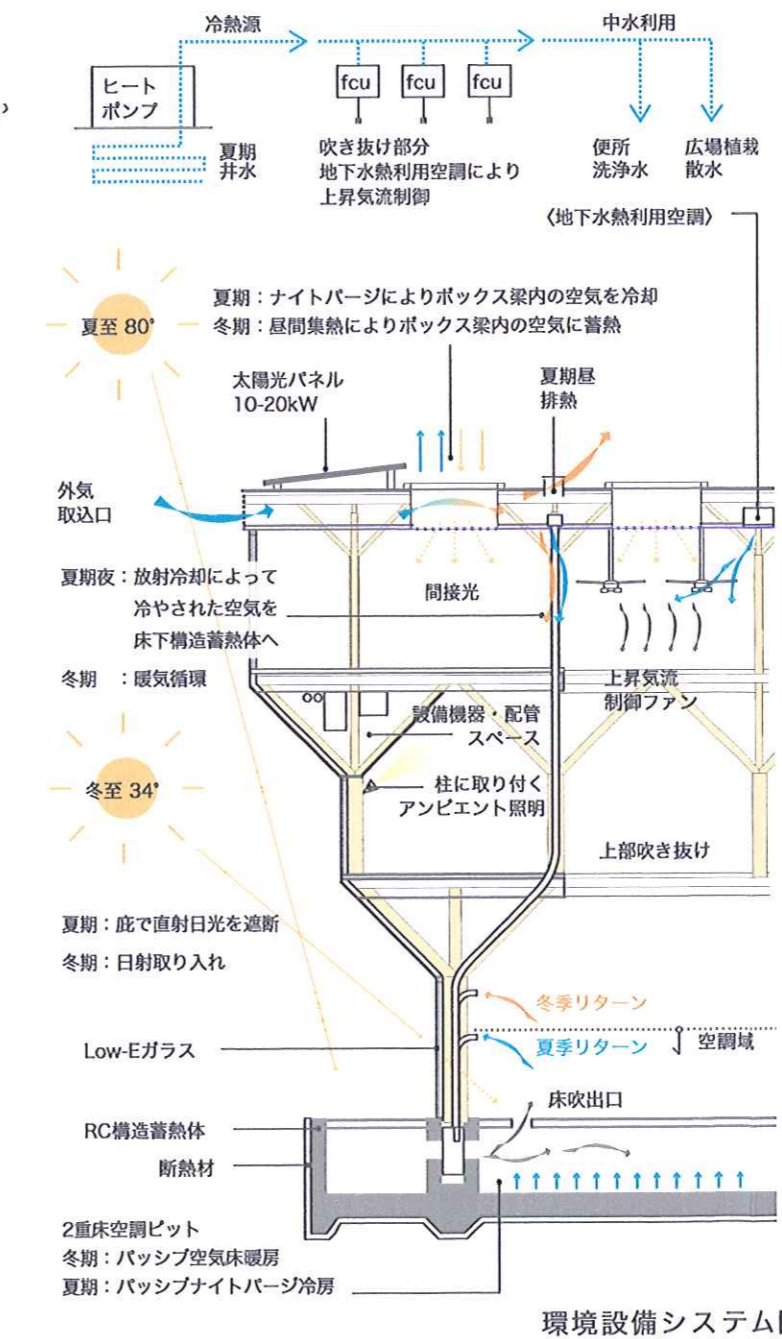 冷熱源
中水利用
ヒート
ポンプ
fcu
fcu
fcu
夏期
井水
吹き抜け部分
地下水熱利用空調により
上昇気流制御
便所
洗浄水
広場植栽
散水
〈地下水熱利用空調〉
夏至 80°
夏期：ナイトパージによりボックス梁内の空気を冷却
冬期：昼間集熱によりボックス梁内の空気に蓄熱
太陽光パネル
10-20kW
夏期昼
排熱
外気
取込口
夏期夜：放射冷却によって
冷やされた空気を
床下構造蓄熱体へ
冬期　：暖気循環
間接光
上昇気流
制御ファン
設備機器・配管
スペース
冬至 34°
柱に取り付く
アンビエント照明
上部吹き抜け
夏期：庇で直射日光を遮断
冬期：日射取り入れ
冬季リターン
夏季リターン
空調域
Low-Eガラス
床吹出口
RC構造蓄熱体
断熱材
2重床空調ピット
冬期：パッシブ空気床暖房
夏期：パッシブナイトパージ冷房
環境設備システム